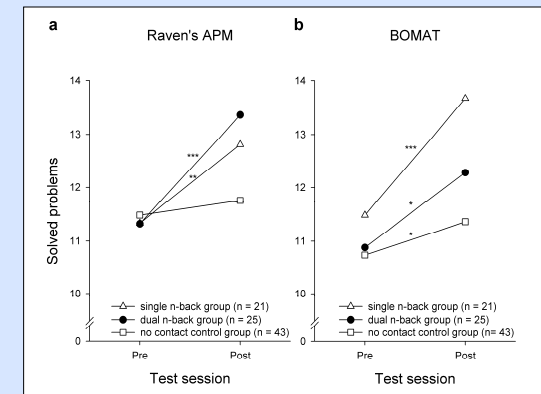 a
Raven's APM
14
13
12
11
10
0
Solved problems
***
**
single n-back group (n = 21)
dual n-back group (n = 25)
no contact control group (n= 43)
Pre
Post
Test session
b
BOMAT
14
13
12
11
10
0
***
*
*
single n-back group (n = 21)
dual n-back group (n = 25)
no contact control group (n= 43)
Pre
Post
Test session